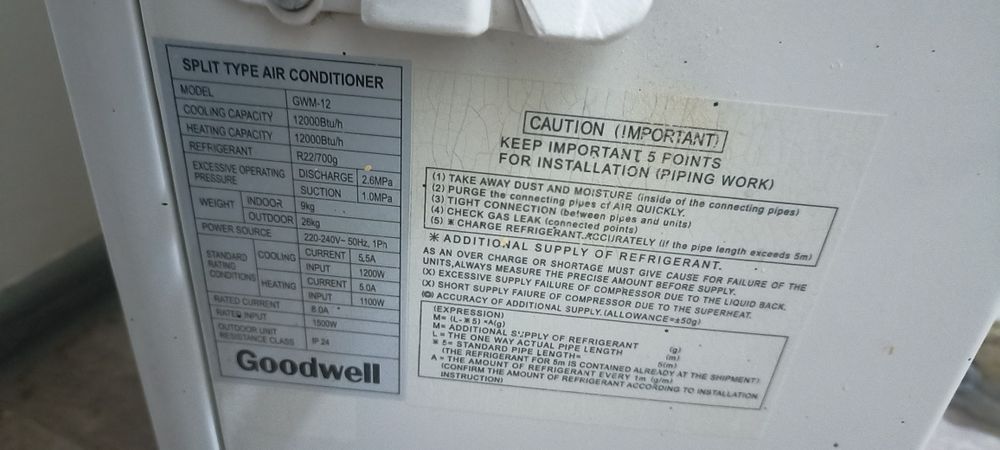 SPLIT TYPE AIR CONDITIONER
MODEL GWM-12
COOLING CAPACITY 12000Btu/h
HEATING CAPACITY 12000Btu/h
REFRIGERANT R22/700g
EXCESSIVE OPERATING PRESSURE DISCHARGE 2.6MPa
SUCTION 1.0MPa
WEIGHT INDOOR 9kg
OUTDOOR 26kg
POWER SOURCE 220-240V~ 50Hz, 1Ph
STANDARD RATING CONDITIONS COOLING CURRENT 5.5A
INPUT 1200W
HEATING CURRENT 5.0A
INPUT 1100W
RATED CURRENT 8.0A
RATED INPUT 1500W
OUTDOOR UNIT RESISTANCE CLASS IP 24
Goodwell
CAUTION (IMPORTANT)
KEEP IMPORTANT 5 POINTS
FOR INSTALLATION (PIPING WORK)
(1) TAKE AWAY DUST AND MOISTURE (inside of the connecting pipes)
(2) PURGE the connecting pipes of AIR QUICKLY.
(3) TIGHT CONNECTION (between pipes and units)
(4) CHECK GAS LEAK (connected points)
(5) ※ CHARGE REFRIGERANT.ACCURATELY (if the pipe length exceeds 5m)
※ ADDITIONAL SUPPLY OF REFRIGERANT.
AS AN OVER CHARGE OR SHORTAGE MUST GIVE CAUSE FOR FAILURE OF THE
UNITS,ALWAYS MEASURE THE PRECISE AMOUNT BEFORE SUPPLY.
(X) EXCESSIVE SUPPLY FAILURE OF COMPRESSOR DUE TO THE LIQUID BACK.
(X) SHORT SUPPLY FAIURE OF COMPRESSOR DUE TO THE SUPERHEAT.
(◎) ACCURACY OF ADDITIONAL SUPPLY.(ALLOWANCE=±50g)
(EXPRESSION)
M= (L-※5) ×A(g)
M= ADDITIONAL SUPPLY OF REFRIGERANT (g)
L = THE ONE WAY ACTUAL PIPE LENGTH (m)
※ 5= STANDARD PIPE LENGTH= 5(m)
(THE REFRIGERANT FOR 5m IS CONTAINED ALREADY AT THE SHIPMENT)
A = THE AMOUNT OF REFRIGERANT EVERY 1m (g/m)
(CONFIRM THE AMOUNT OF REFRIGERANT ACCORDING TO INSTALLATION
INSTRUCTION)